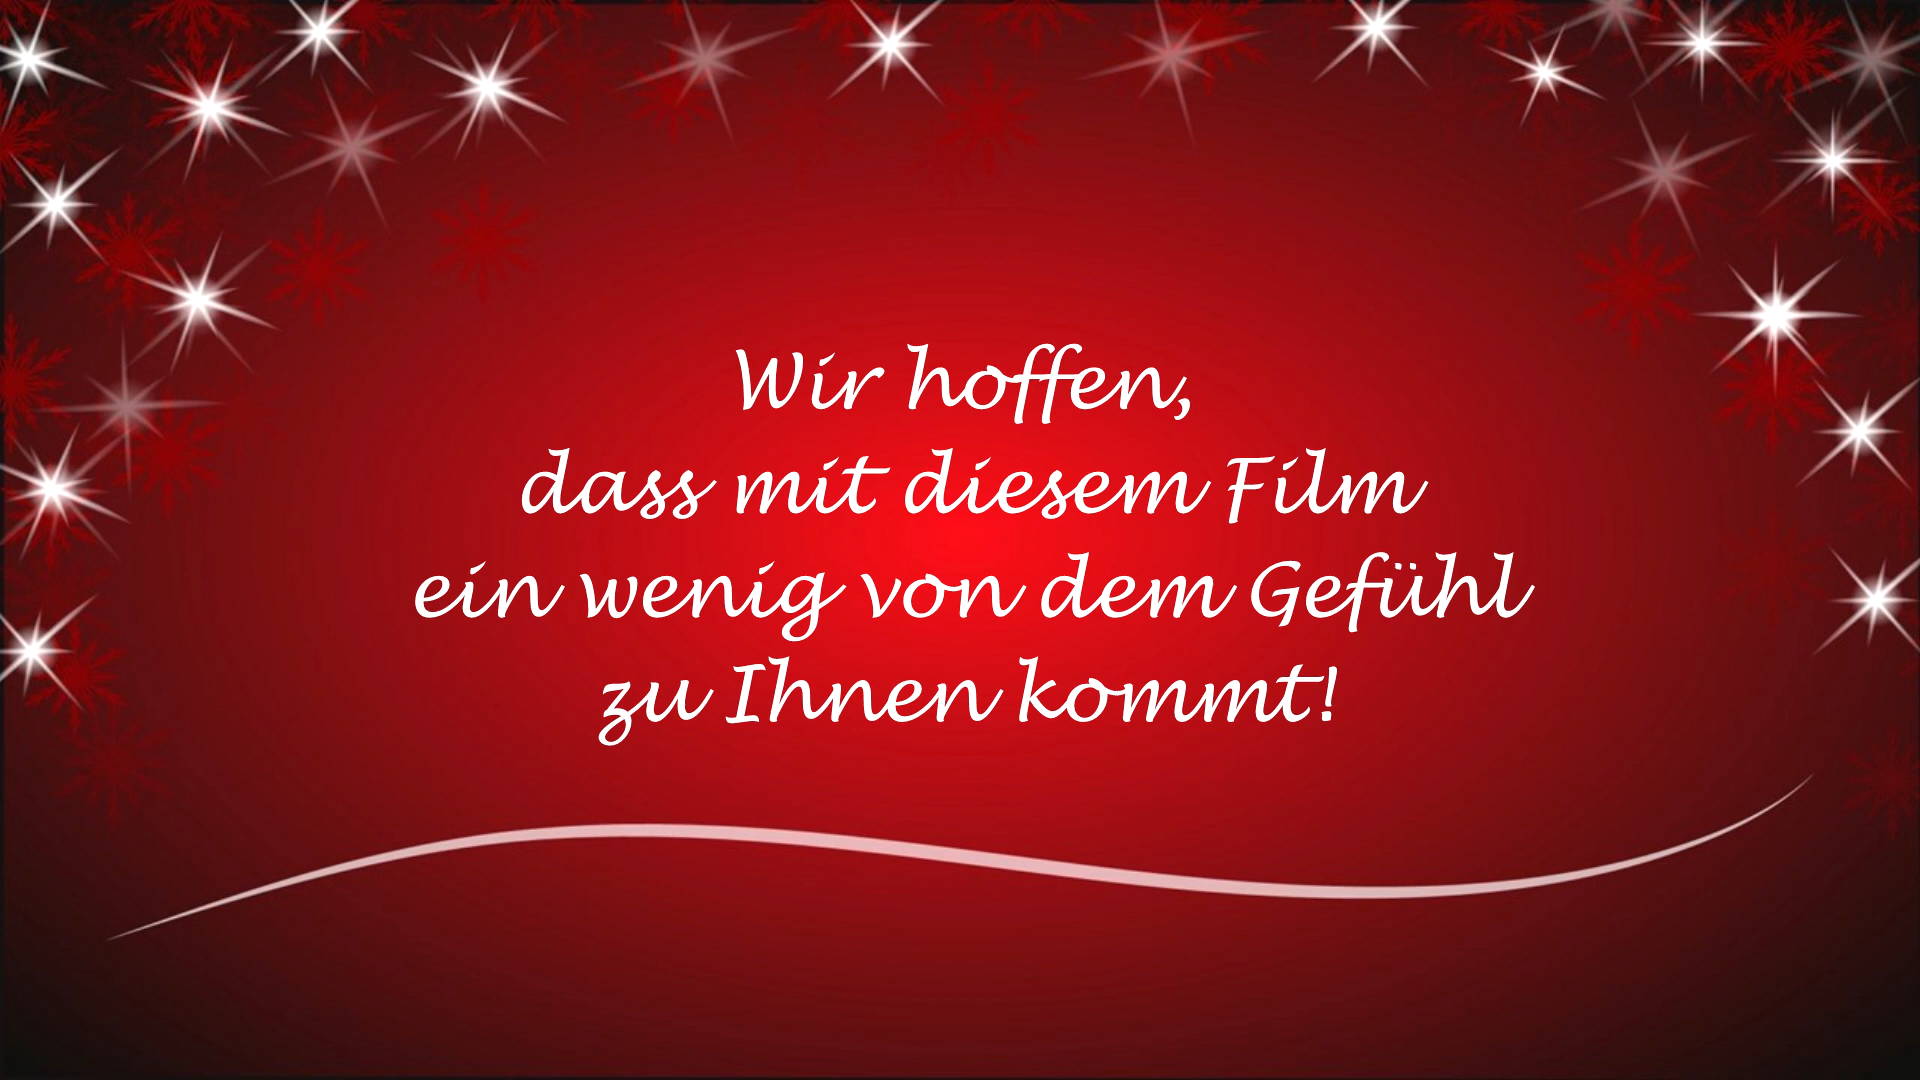 Wir hoffen,
dass mit diesem Film
ein wenig von dem Gefühl
zu Ihnen kommt!